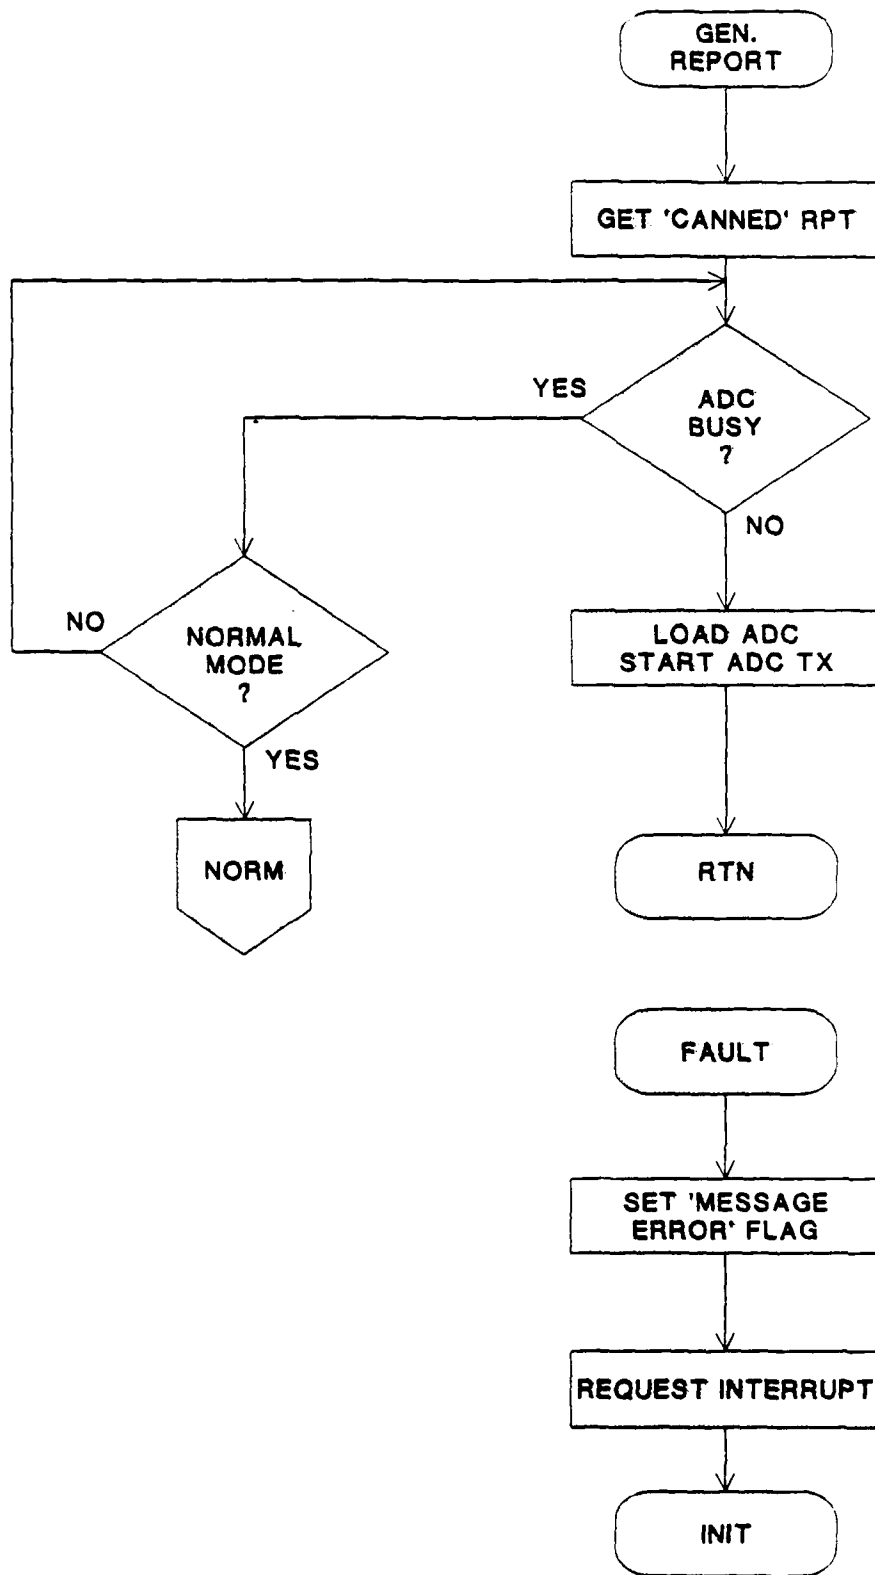 GEN.
REPORT
GET 'CANNED' RPT
YES
ADC
BUSY
?
NO
NO
NORMAL
MODE
?
LOAD ADC
START ADC TX
YES
NORM
RTN
FAULT
SET 'MESSAGE
ERROR' FLAG
REQUEST INTERRUPT
INIT